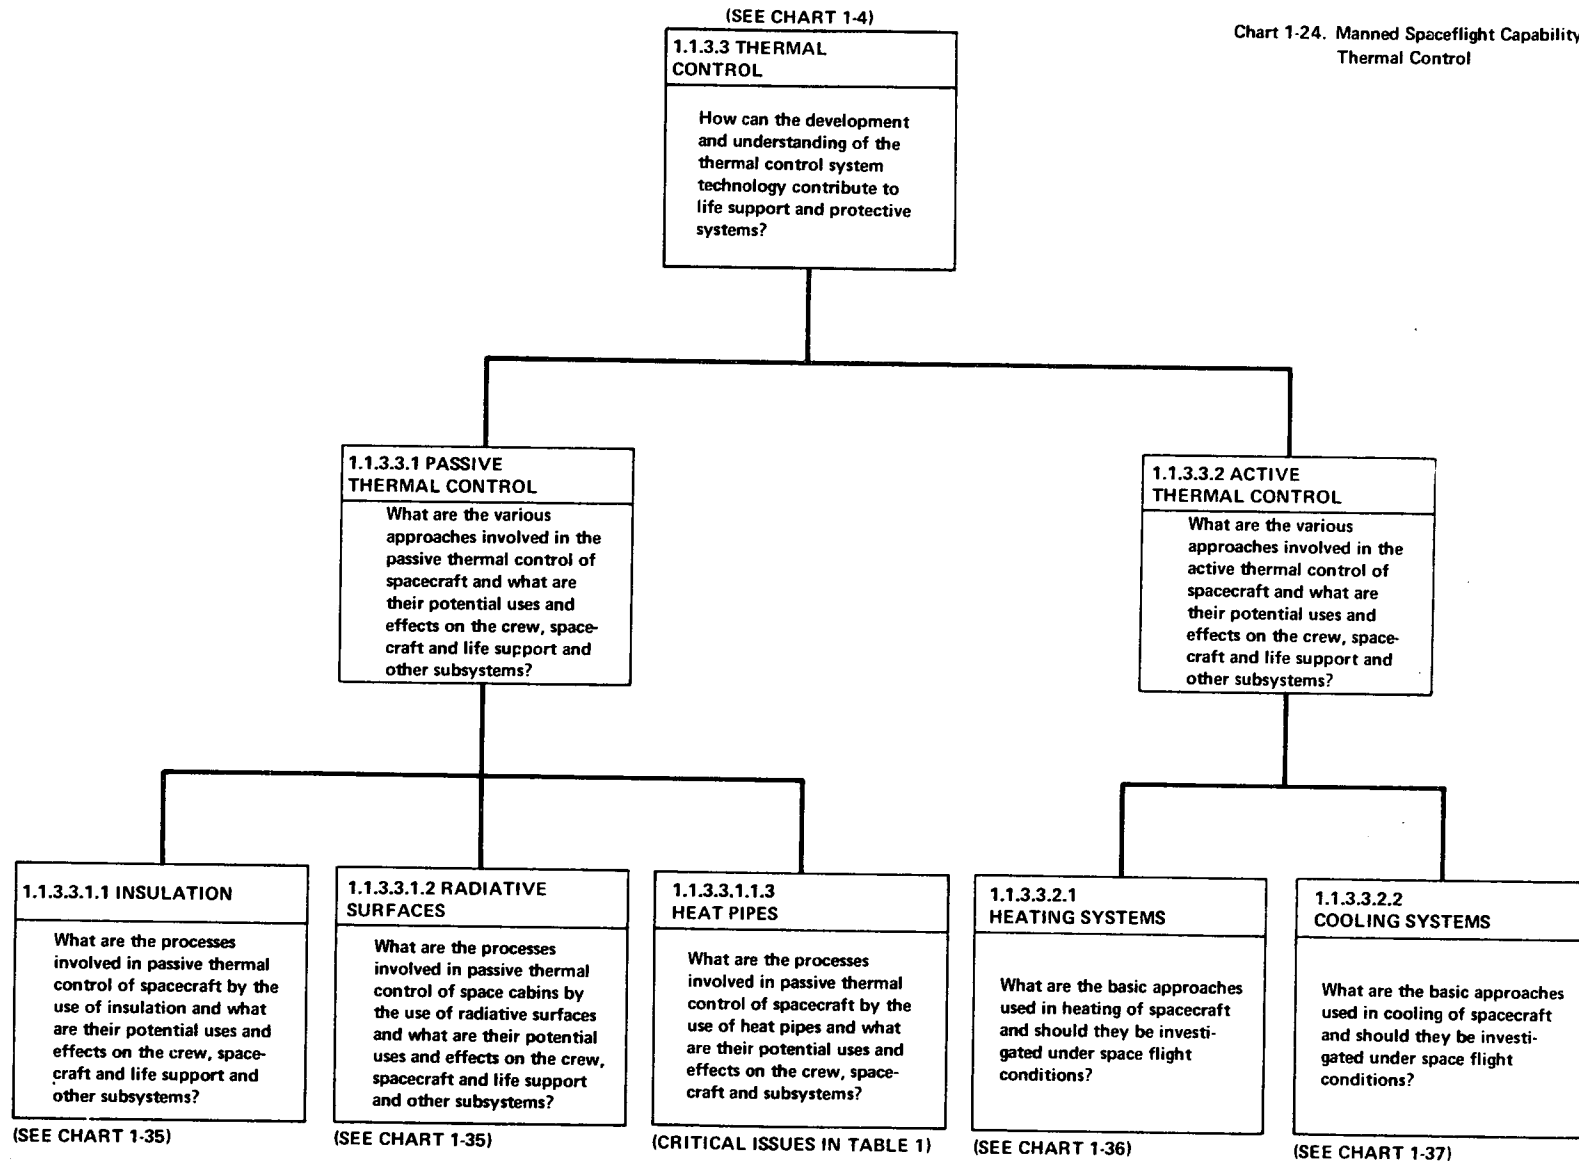 (SEE CHART 1-4)
Chart 1-24. Manned Spaceflight Capability
Thermal Control
1.1.3.3 THERMAL
CONTROL
How can the development
and understanding of the
thermal control system
technology contribute to
life support and protective
systems?
1.1.3.3.1 PASSIVE
THERMAL CONTROL
What are the various
approaches involved in the
passive thermal control of
spacecraft and what are
their potential uses and
effects on the crew, space-
craft and life support and
other subsystems?
1.1.3.3.2 ACTIVE
THERMAL CONTROL
What are the various
approaches involved in the
active thermal control of
spacecraft and what are
their potential uses and
effects on the crew, space-
craft and life support and
other subsystems?
1.1.3.3.1.1 INSULATION
What are the processes
involved in passive thermal
control of spacecraft by the
use of insulation and what
are their potential uses and
effects on the crew, space-
craft and life support and
other subsystems?
(SEE CHART 1-35)
1.1.3.3.1.2 RADIATIVE
SURFACES
What are the processes
involved in passive thermal
control of space cabins by
the use of radiative surfaces
and what are their potential
uses and effects on the crew,
spacecraft and life support
and other subsystems?
(SEE CHART 1-35)
1.1.3.3.1.1.3
HEAT PIPES
What are the processes
involved in passive thermal
control of spacecraft by the
use of heat pipes and what
are their potential uses and
effects on the crew, space-
craft and subsystems?
(CRITICAL ISSUES IN TABLE 1)
1.1.3.3.2.1
HEATING SYSTEMS
What are the basic approaches
used in heating of spacecraft
and should they be investi-
gated under space flight
conditions?
(SEE CHART 1-36)
1.1.3.3.2.2
COOLING SYSTEMS
What are the basic approaches
used in cooling of spacecraft
and should they be investi-
gated under space flight
conditions?
(SEE CHART 1-37)